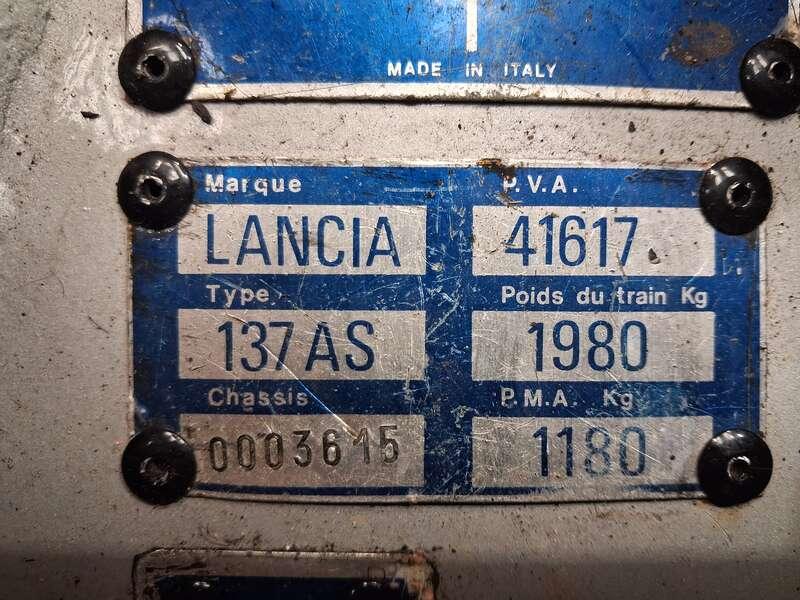 MADE IN ITALY
Marque P.V.A.
LANCIA 41617
Type Poids du train Kg
137AS 1980
Chassis P.M.A. Kg
0003615 1180